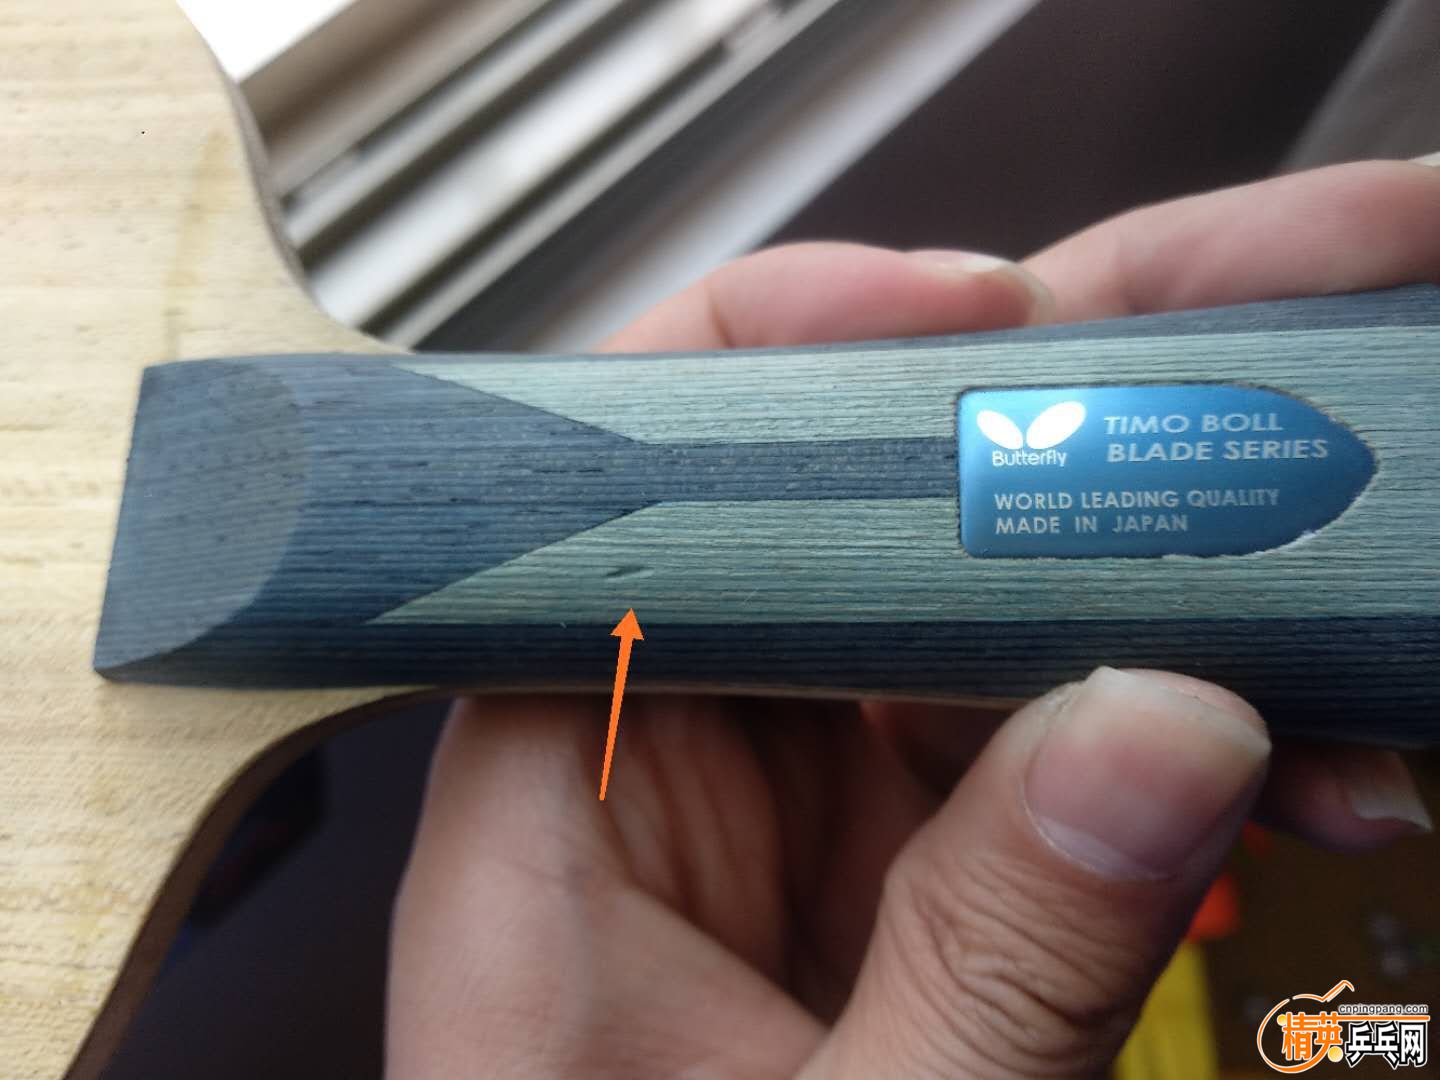 Butterfly
TIMO BOLL
BLADE SERIES
WORLD LEADING QUALITY
MADE IN JAPAN
cnpingpang.com
精英乒乓网